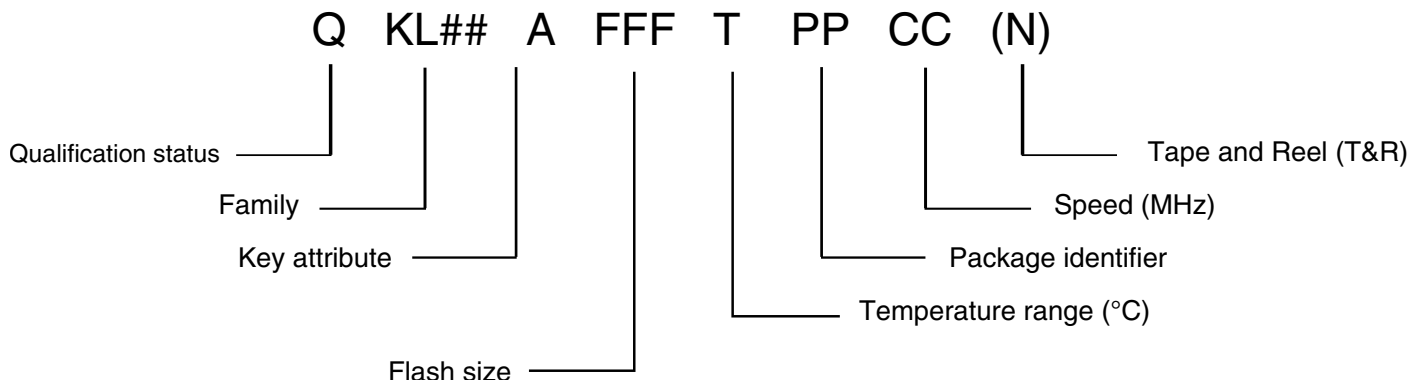 Q KL## A FFF T PP CC (N)
Qualification status
Tape and Reel (T&R)
Family
Speed (MHz)
Key attribute
Package identifier
Temperature range (°C)
Flash size